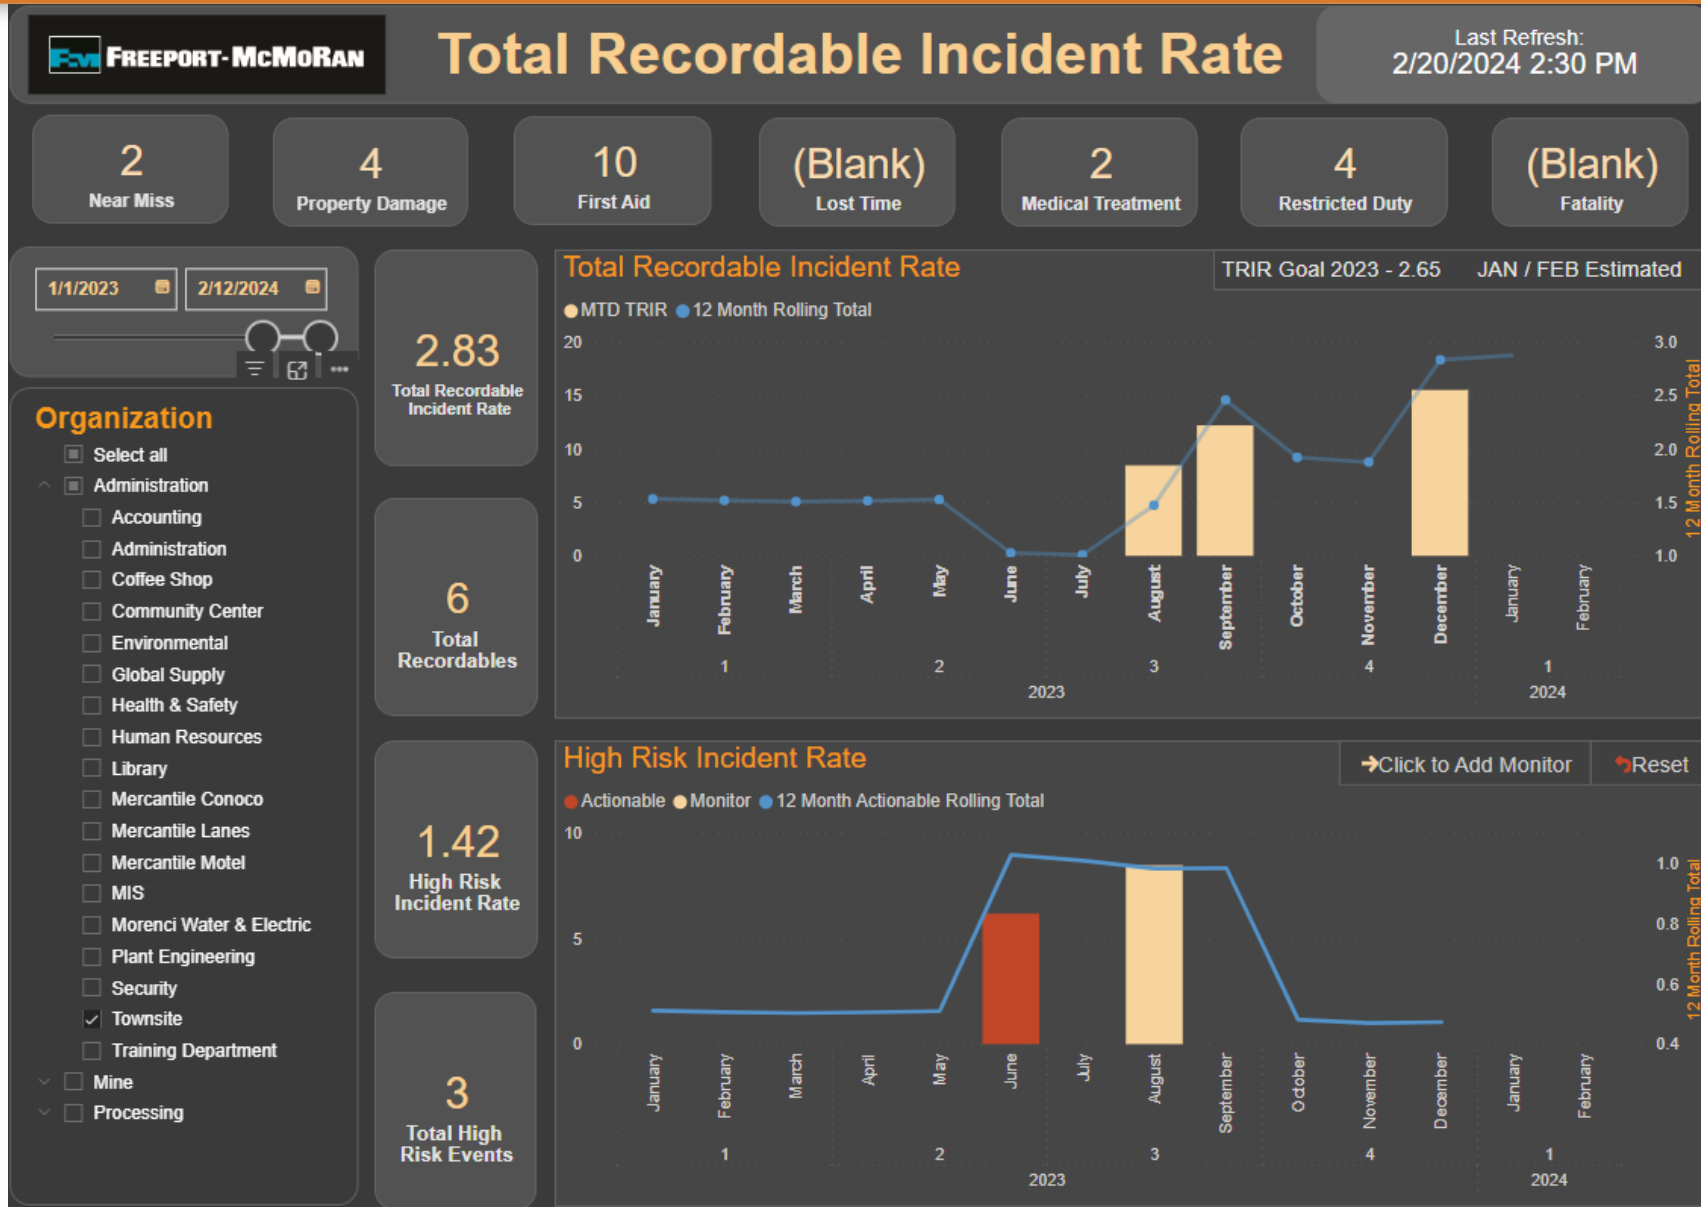 FMI FREEPORT-MCMORAN
Total Recordable Incident Rate
Last Refresh:
2/20/2024 2:30 PM
2
Near Miss
4
Property Damage
10
First Aid
(Blank)
Lost Time
2
Medical Treatment
4
Restricted Duty
(Blank)
Fatality
1/1/2023
2/12/2024
Organization
Select all
Administration
Accounting
Administration
Coffee Shop
Community Center
Environmental
Global Supply
Health & Safety
Human Resources
Library
Mercantile Conoco
Mercantile Lanes
Mercantile Motel
MIS
Morenci Water & Electric
Plant Engineering
Security
Townsite
Training Department
Mine
Processing
2.83
Total Recordable
Incident Rate
6
Total
Recordables
1.42
High Risk
Incident Rate
3
Total High
Risk Events
Total Recordable Incident Rate
TRIR Goal 2023 - 2.65 JAN / FEB Estimated
MTD TRIR 12 Month Rolling Total
20
15
10
5
0
3.0
2.5
2.0
1.5
1.0
12 Month Rolling Total
January
February
March
April
May
June
July
August
September
October
November
December
January
February
1
2
3
4
1
2023
2024
High Risk Incident Rate
Click to Add Monitor
Reset
Actionable Monitor 12 Month Actionable Rolling Total
10
5
0
1.0
0.8
0.6
0.4
12 Month Rolling Total
January
February
March
April
May
June
July
August
September
October
November
December
January
February
1
2
3
4
1
2023
2024